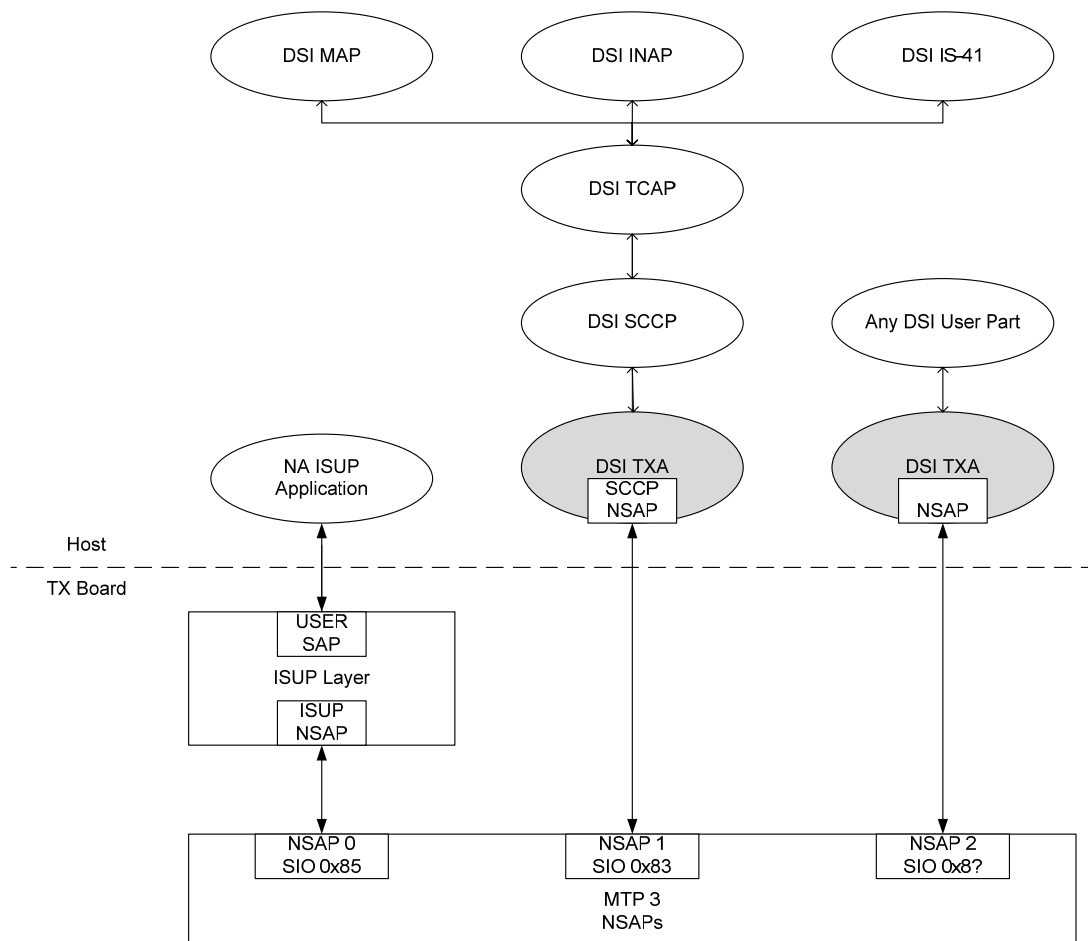 DSI MAP
DSI INAP
DSI IS-41
DSI TCAP
DSI SCCP
Any DSI User Part
NA ISUP
Application
DSI TXA
SCCP
NSAP
DSI TXA
NSAP
Host
TX Board
USER
SAP
ISUP Layer
ISUP
NSAP
NSAP 0
SIO 0x85
NSAP 1
SIO 0x83
NSAP 2
SIO 0x8?
MTP 3
NSAPs